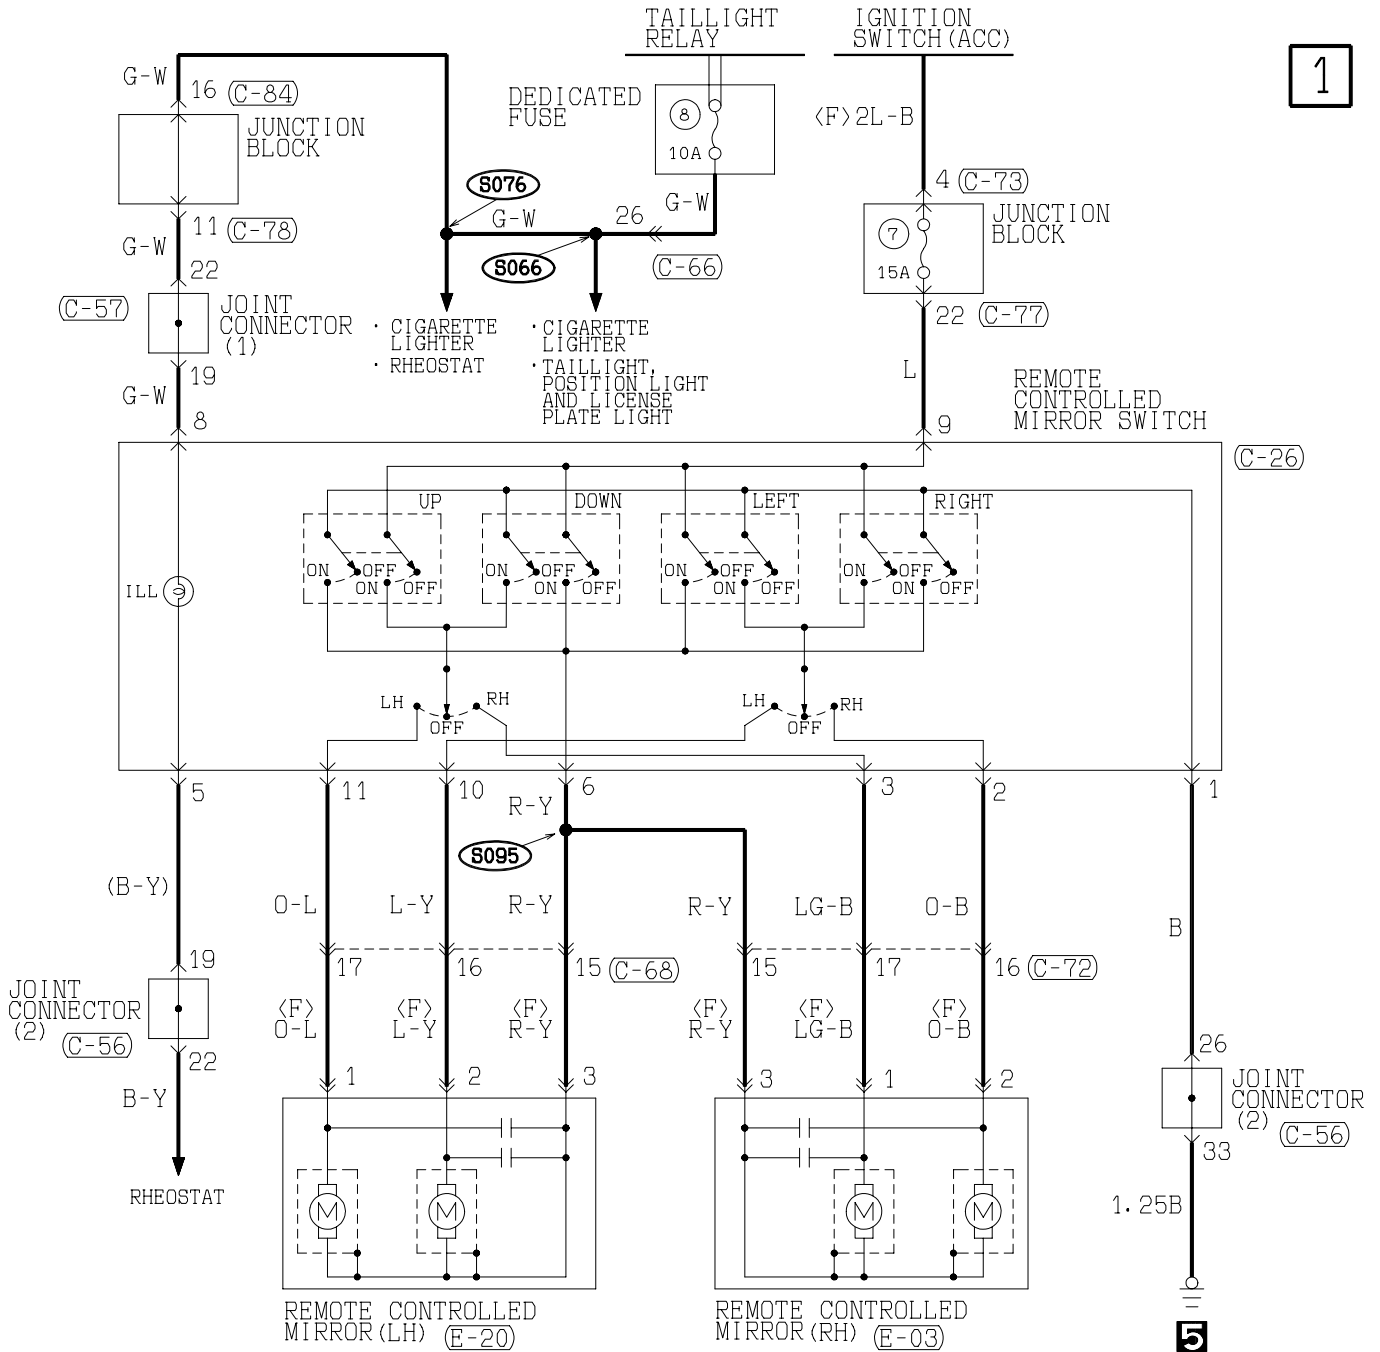 TAILLIGHT
RELAY
IGNITION
SWITCH(ACC)
1
G-W
16 (C-84)
JUNCTION
BLOCK
DEDICATED
FUSE
8
10A
〈F〉2L-B
4 (C-73)
S076
G-W
26
G-W
11 (C-78)
G-W
S066
(C-66)
7
15A
JUNCTION
BLOCK
22
(C-57)
JOINT
CONNECTOR
(1)
· CIGARETTE
LIGHTER
· RHEOSTAT
· CIGARETTE
LIGHTER
· TAILLIGHT,
POSITION LIGHT
AND LICENSE
PLATE LIGHT
22 (C-77)
L
19
G-W
8
9
REMOTE
CONTROLLED
MIRROR SWITCH
(C-26)
UP
DOWN
LEFT
RIGHT
ON OFF
ON OFF
ON OFF
ON OFF
ON OFF
ON OFF
ON OFF
ON OFF
ILL
LH RH
OFF
LH RH
OFF
5
11
10
6
3
2
1
R-Y
S095
(B-Y)
O-L
L-Y
R-Y
R-Y
LG-B
O-B
B
19
17
16
15 (C-68)
15
17
16 (C-72)
JOINT
CONNECTOR
(2)
(C-56)
〈F〉
O-L
〈F〉
L-Y
〈F〉
R-Y
〈F〉
R-Y
〈F〉
LG-B
〈F〉
O-B
22
26
B-Y
1
2
3
3
1
2
JOINT
CONNECTOR
(2)
(C-56)
33
RHEOSTAT
M
M
M
M
1.25B
REMOTE CONTROLLED
MIRROR(LH) (E-20)
REMOTE CONTROLLED
MIRROR(RH) (E-03)
5